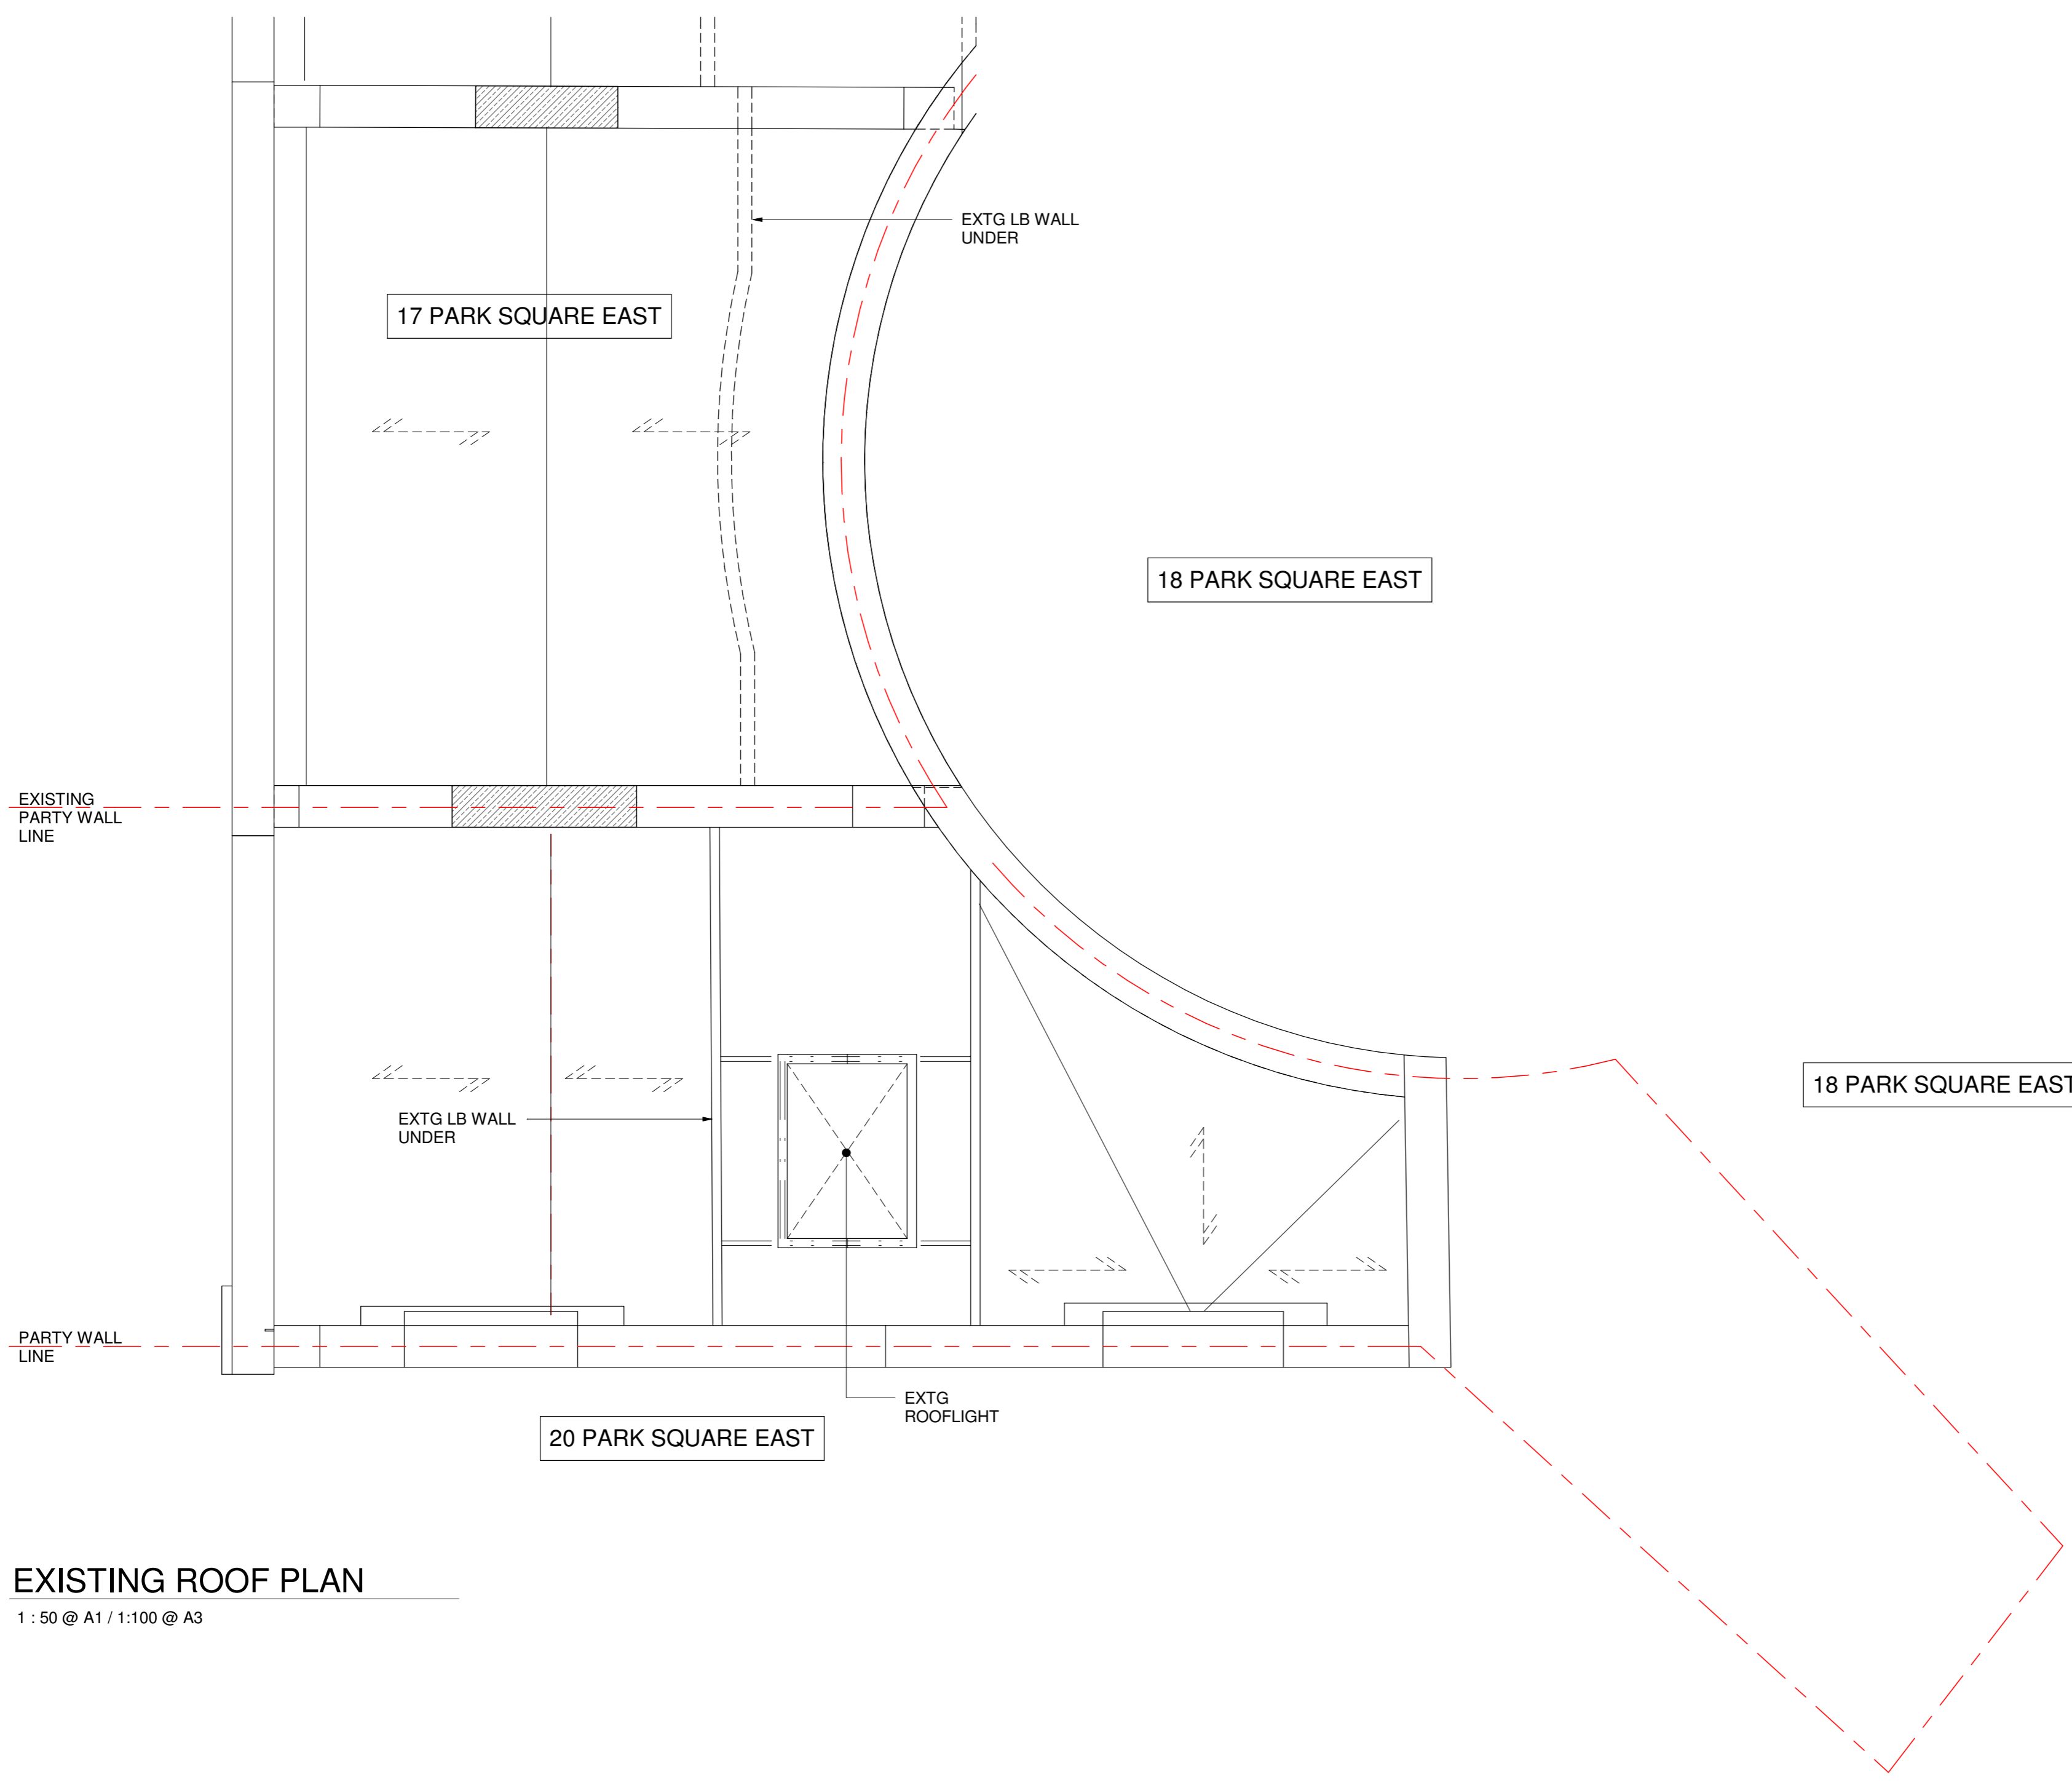 EXTG LB WALL
UNDER
17 PARK SQUARE EAST
18 PARK SQUARE EAST
EXISTING
PARTY WALL
LINE
18 PARK SQUARE EAST
EXTG LB WALL
UNDER
PARTY WALL
LINE
EXTG
ROOFLIGHT
20 PARK SQUARE EAST
EXISTING ROOF PLAN
1 : 50 @ A1 / 1:100 @ A3